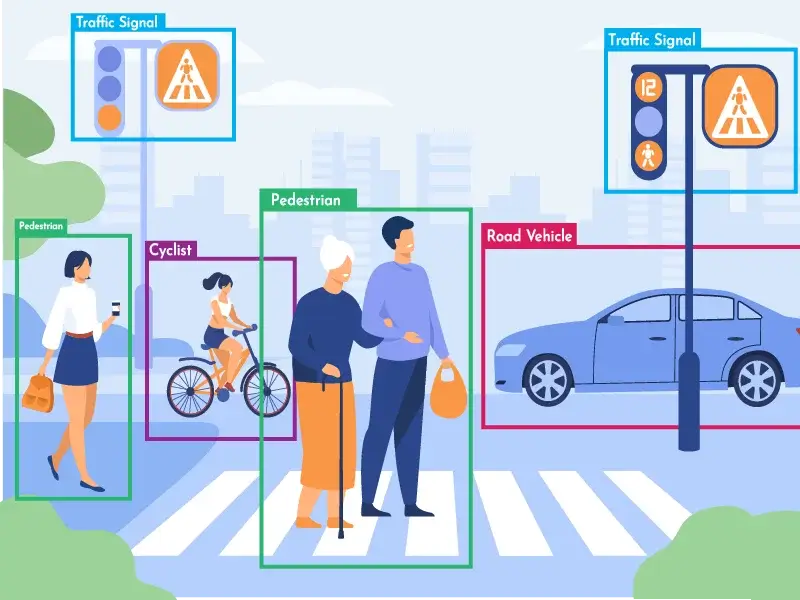 Traffic Signal
Traffic Signal
12
Pedestrian
Pedestrian
Cyclist
Road Vehicle